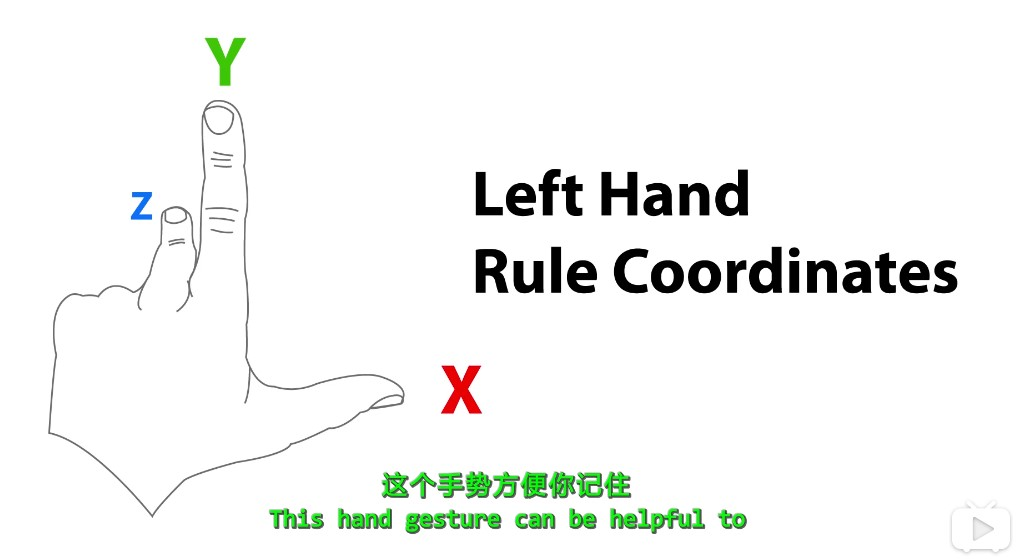 Y
Z
Left Hand
Rule Coordinates
X
这个手势方便你记住
This hand gesture can be helpful to